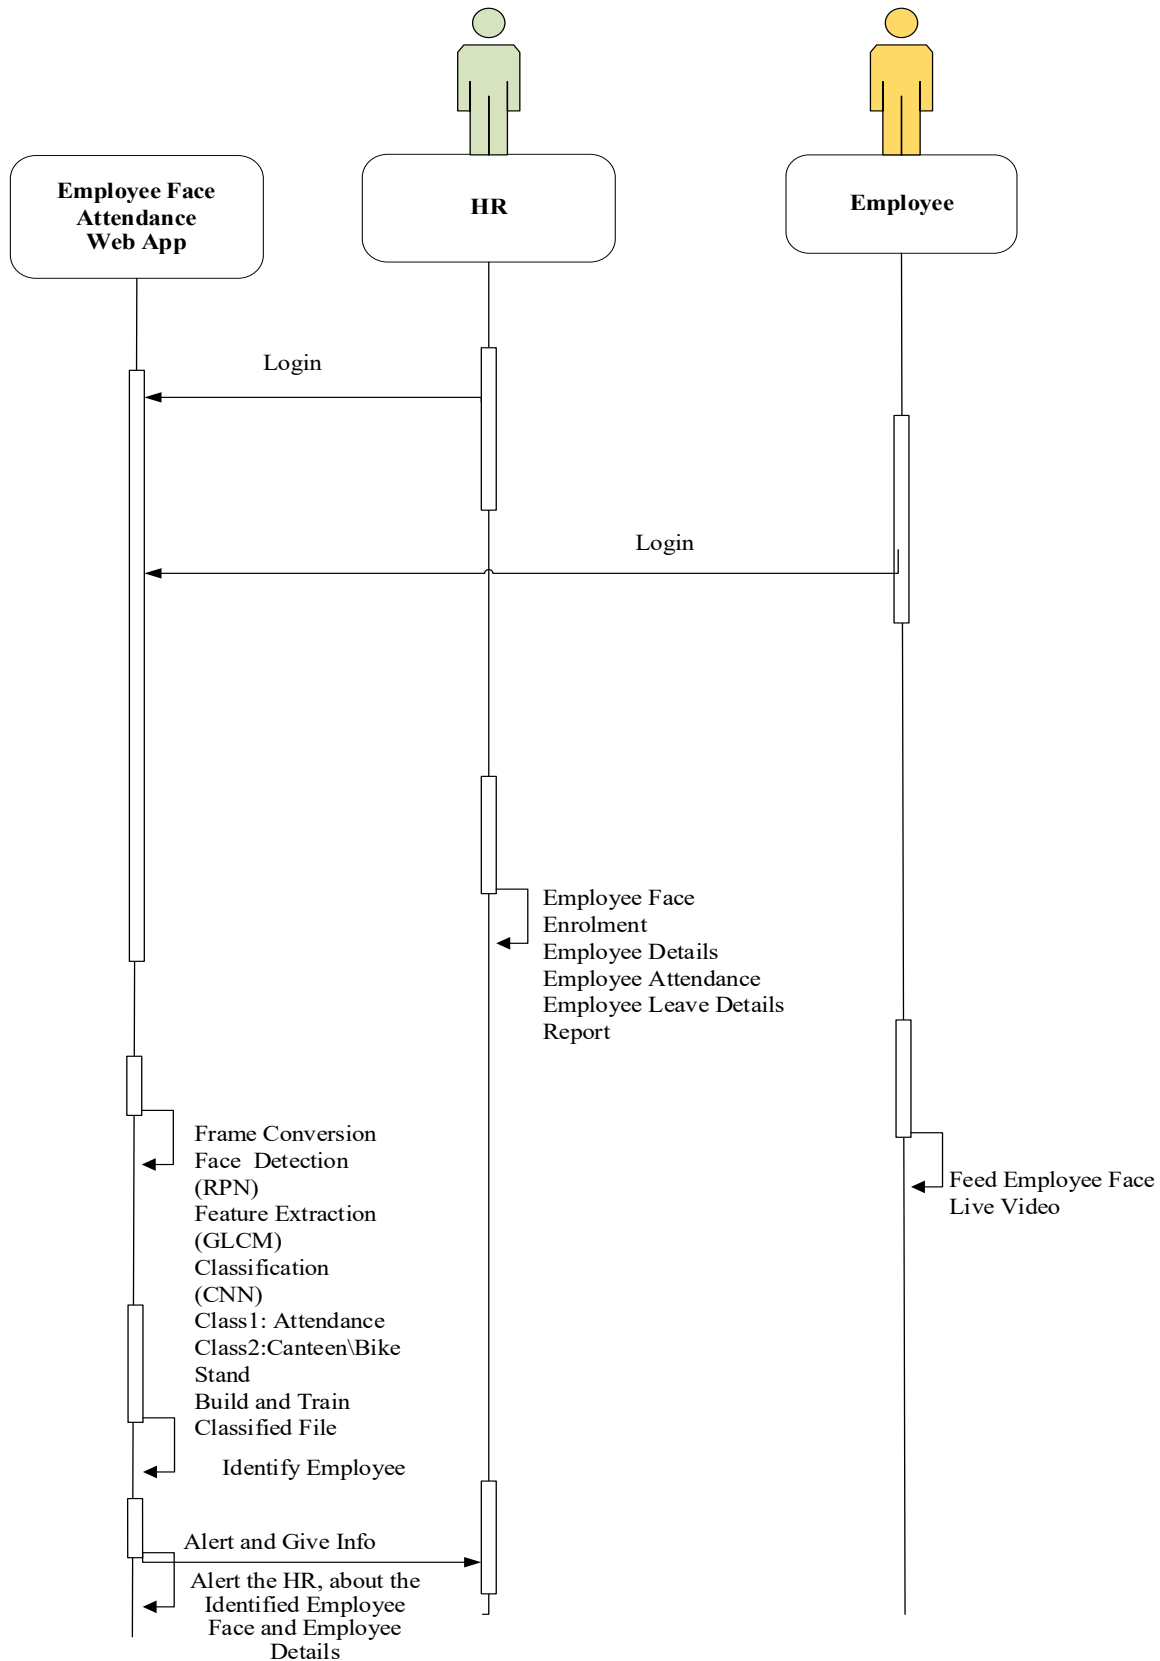 Employee Face
Attendance
Web App
HR
Employee
Login
Login
Employee Face
Enrolment
Employee Details
Employee Attendance
Employee Leave Details
Report
Frame Conversion
Face  Detection
(RPN)
Feature Extraction
(GLCM)
Classification
(CNN)
Class1: Attendance
Class2:Canteen\Bike
Stand
Build and Train
Classified File
Feed Employee Face
Live Video
Identify Employee
Alert and Give Info
Alert the HR, about the
Identified Employee
Face and Employee
Details